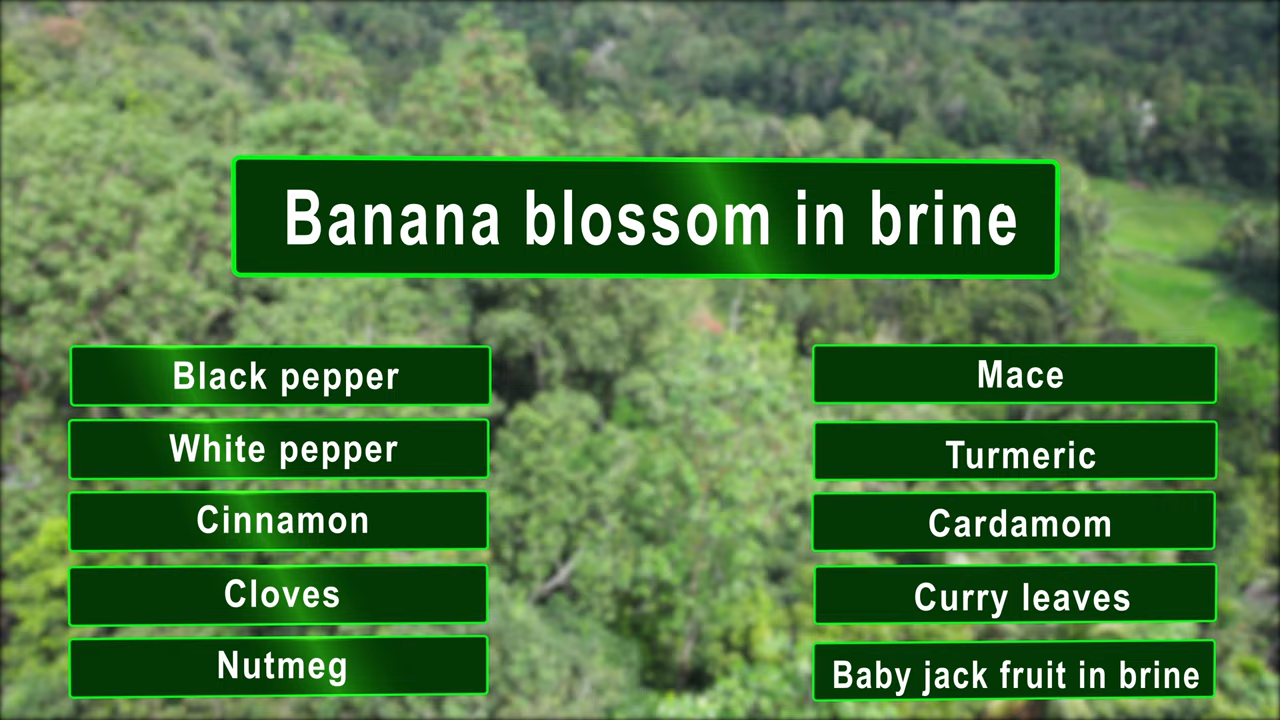 Banana blossom in brine
Black pepper
White pepper
Cinnamon
Cloves
Nutmeg
Mace
Turmeric
Cardamom
Curry leaves
Baby jack fruit in brine